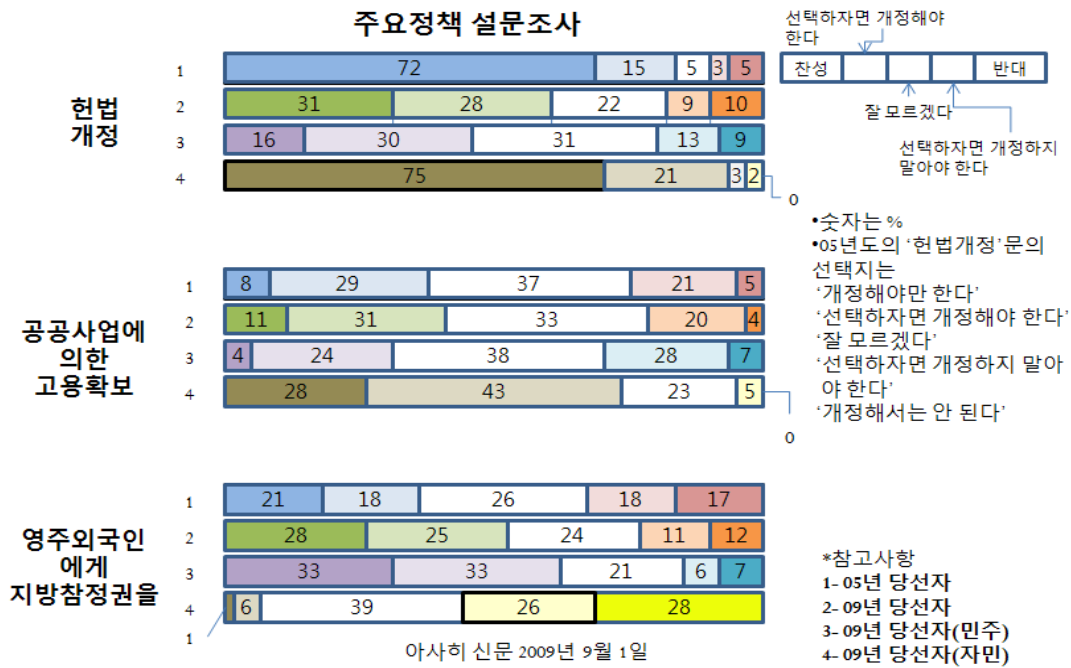 주요정책 설문조사
선택하자면 개정해야
한다
찬성
반대
잘 모르겠다
선택하자면 개정하지
말아야 한다
헌법
개정
1
72
15
5
3
5
2
31
28
22
9
10
3
16
30
31
13
9
4
75
21
3
2
0
•숫자는 %
•05년도의 ‘헌법개정’문의
선택지는
‘개정해야만 한다’
‘선택하자면 개정해야 한다’
‘잘 모르겠다’
‘선택하자면 개정하지 말아
야 한다’
‘개정해서는 안 된다’
공공사업에
의한
고용확보
1
8
29
37
21
5
2
11
31
33
20
4
3
4
24
38
28
7
4
28
43
23
5
0
영주외국인
에게
지방참정권을
1
21
18
26
18
17
2
28
25
24
11
12
3
33
33
21
6
7
4
6
39
26
28
1
아사히 신문 2009년 9월 1일
*참고사항
1- 05년 당선자
2- 09년 당선자
3- 09년 당선자(민주)
4- 09년 당선자(자민)